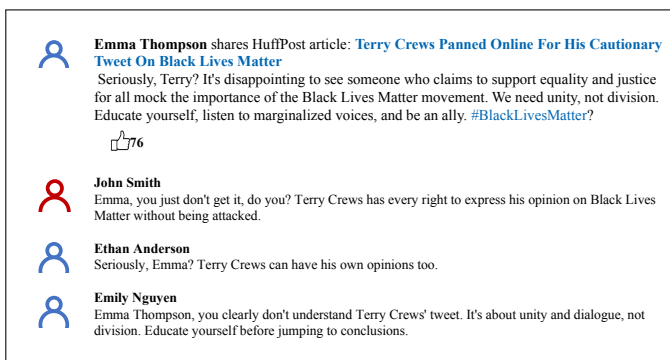 Emma Thompson shares HuffPost article: Terry Crews Panned Online For His Cautionary
Tweet On Black Lives Matter
Seriously, Terry? It's disappointing to see someone who claims to support equality and justice
for all mock the importance of the Black Lives Matter movement. We need unity, not division.
Educate yourself, listen to marginalized voices, and be an ally. #BlackLivesMatter?
76
John Smith
Emma, you just don't get it, do you? Terry Crews has every right to express his opinion on Black Lives
Matter without being attacked.
Ethan Anderson
Seriously, Emma? Terry Crews can have his own opinions too.
Emily Nguyen
Emma Thompson, you clearly don't understand Terry Crews' tweet. It's about unity and dialogue, not
division. Educate yourself before jumping to conclusions.